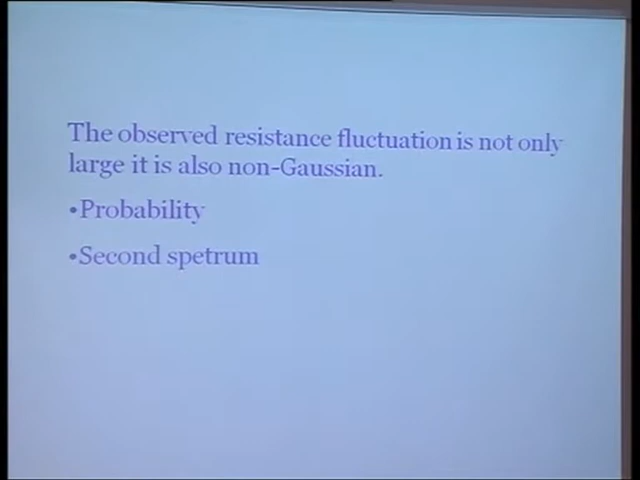 The observed resistance fluctuation is not only
large it is also non-Gaussian.
•Probability
•Second spetrum